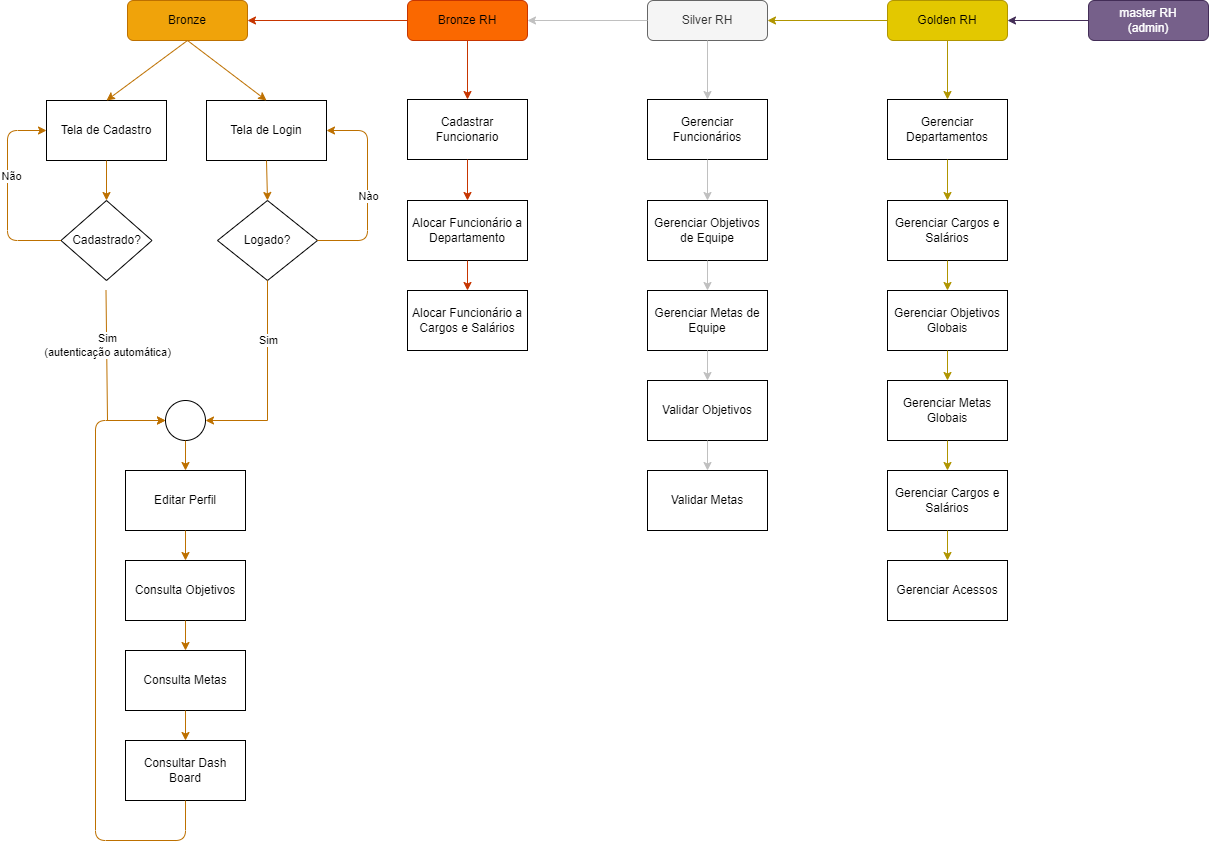 Bronze
Bronze RH
Silver RH
Golden RH
master RH
(admin)
Tela de Cadastro
Tela de Login
Não
Cadastrado?
Logado?
Nào
Sim
(autenticação automática)
Sim
Editar Perfil
Consulta Objetivos
Consulta Metas
Consultar Dash
Board
Cadastrar
Funcionario
Alocar Funcionário a
Departamento
Alocar Funcionário a
Cargos e Salários
Gerenciar
Funcionários
Gerenciar Objetivos
de Equipe
Gerenciar Metas de
Equipe
Validar Objetivos
Validar Metas
Gerenciar
Departamentos
Gerenciar Cargos e
Salários
Gerenciar Objetivos
Globais
Gerenciar Metas
Globais
Gerenciar Cargos e
Salários
Gerenciar Acessos